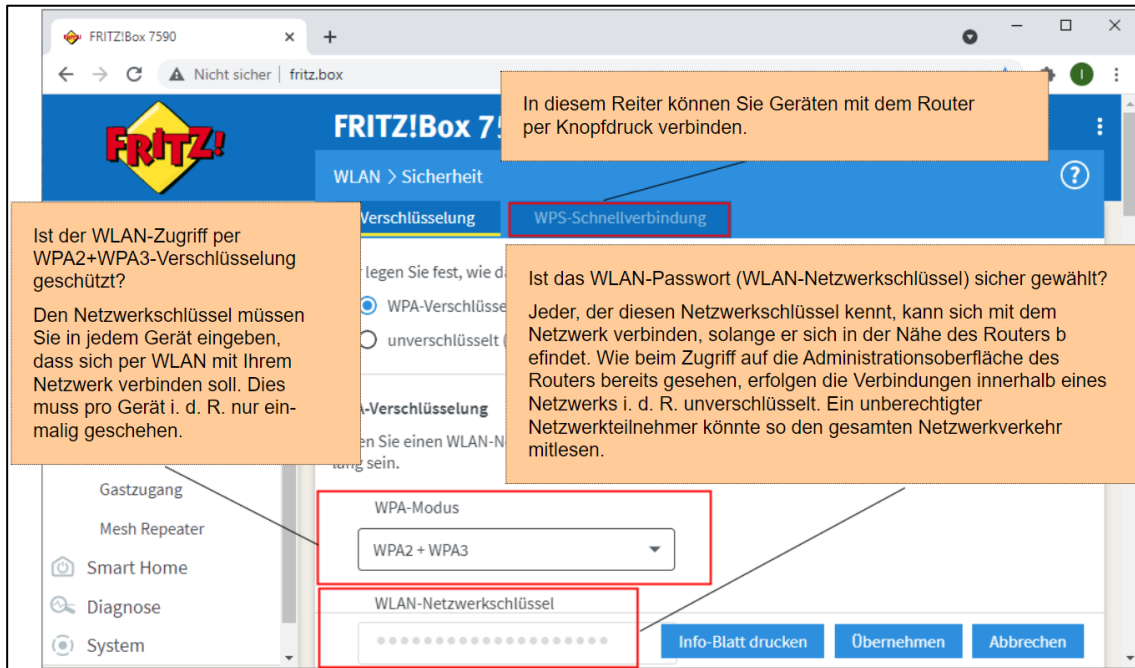 FRITZ!Box 7590
Nicht sicher | fritz.box
FRITZ!
FRITZ!Box 7
In diesem Reiter können Sie Geräten mit dem Router
per Knopfdruck verbinden.
WLAN > Sicherheit
Verschlüsselung
WPS-Schnellverbindung
Ist der WLAN-Zugriff per
WPA2+WPA3-Verschlüsselung
geschützt?
Den Netzwerkschlüssel müssen
Sie in jedem Gerät eingeben,
dass sich per WLAN mit Ihrem
Netzwerk verbinden soll. Dies
muss pro Gerät i. d. R. nur ein-
malig geschehen.
legen Sie fest, wie
WPA-Verschlüsse
unverschlüsselt (
Ist das WLAN-Passwort (WLAN-Netzwerkschlüssel) sicher gewählt?
Jeder, der diesen Netzwerkschlüssel kennt, kann sich mit dem
Netzwerk verbinden, solange er sich in der Nähe des Routers b
efindet. Wie beim Zugriff auf die Administrationsoberfläche des
Routers bereits gesehen, erfolgen die Verbindungen innerhalb eines
Netzwerks i. d. R. unverschlüsselt. Ein unberechtigter
Netzwerkteilnehmer könnte so den gesamten Netzwerkverkehr
mitlesen.
-Verschlüsselung
en Sie einen WLAN-N
lang sein.
Gastzugang
Mesh Repeater
Smart Home
Diagnose
System
WPA-Modus
WPA2 + WPA3
WLAN-Netzwerkschlüssel
Info-Blatt drucken
Übernehmen
Abbrechen